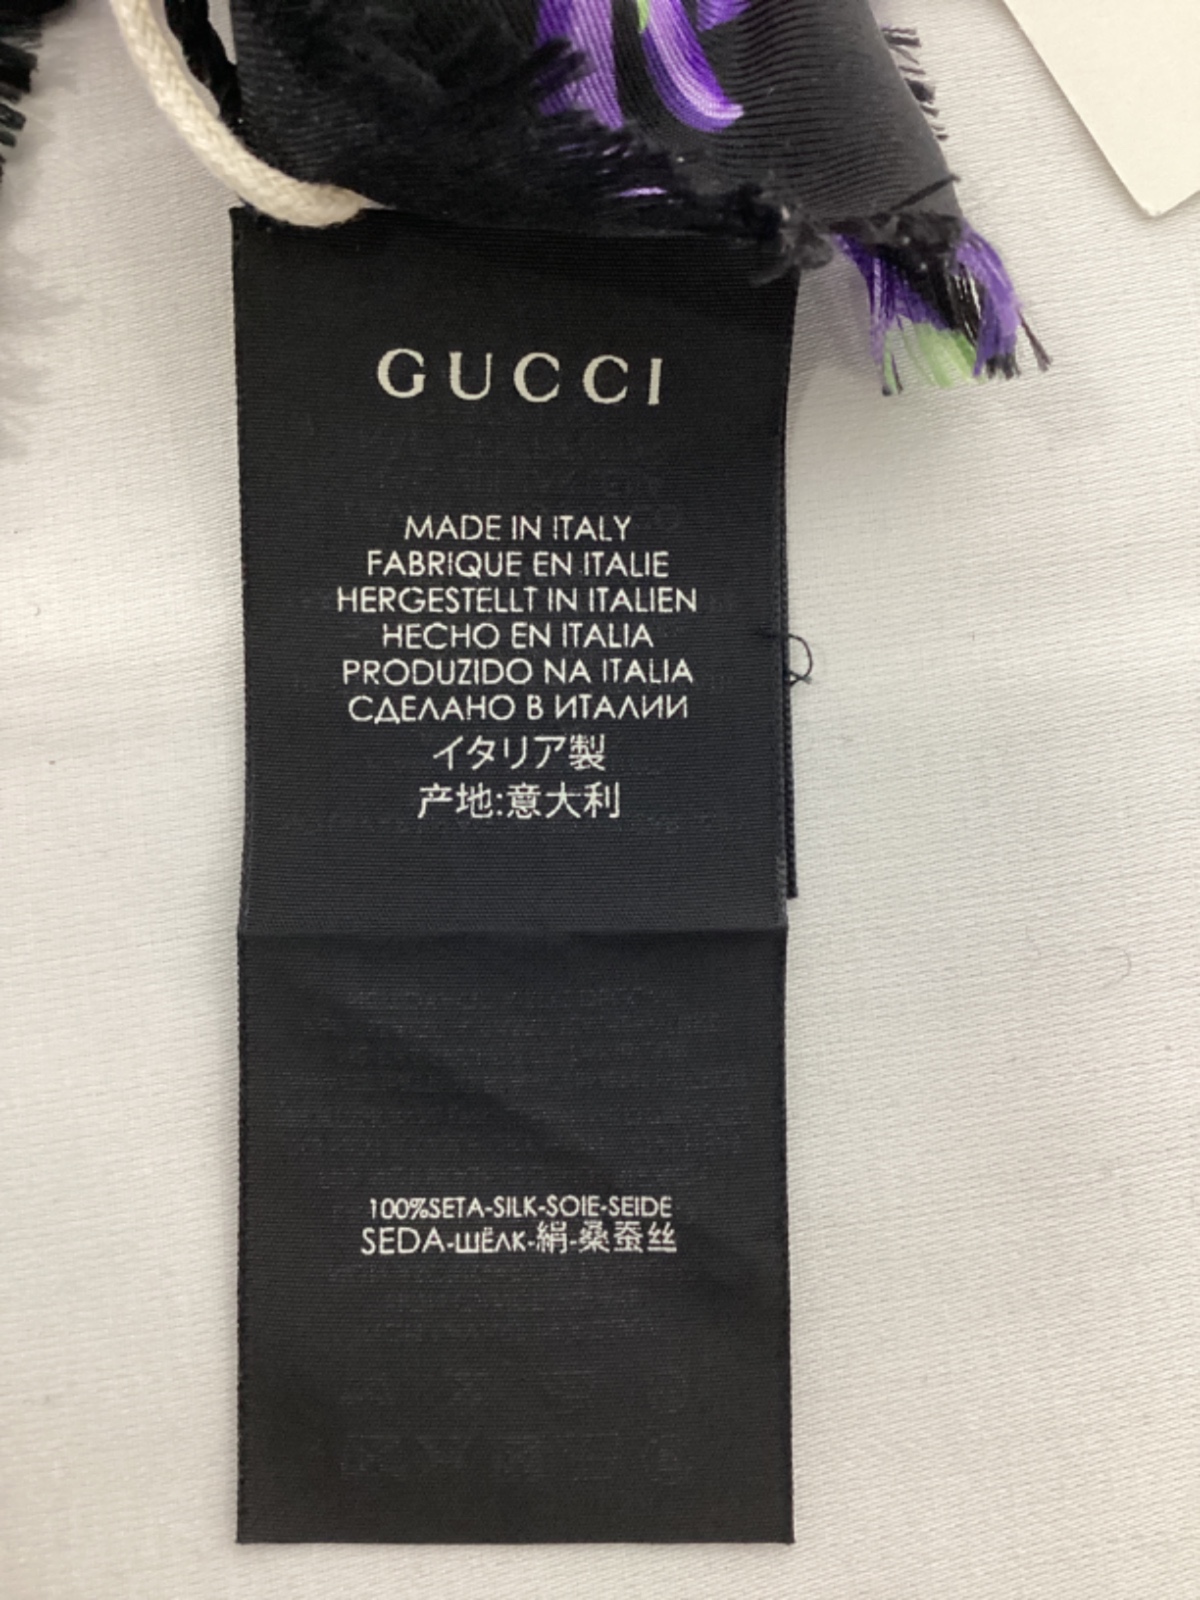 GUCCI
MADE IN ITALY
FABRIQUE EN ITALIE
HERGESTELLT IN ITALIEN
HECHO EN ITALIA
PRODUZIDO NA ITALIA
СДЕЛАНО В ИТАЛИИ
イタリア製
产地:意大利
100%SETA-SILK-SOIE-SEIDE
SEDA-ШЁЛК-絹-桑蚕丝